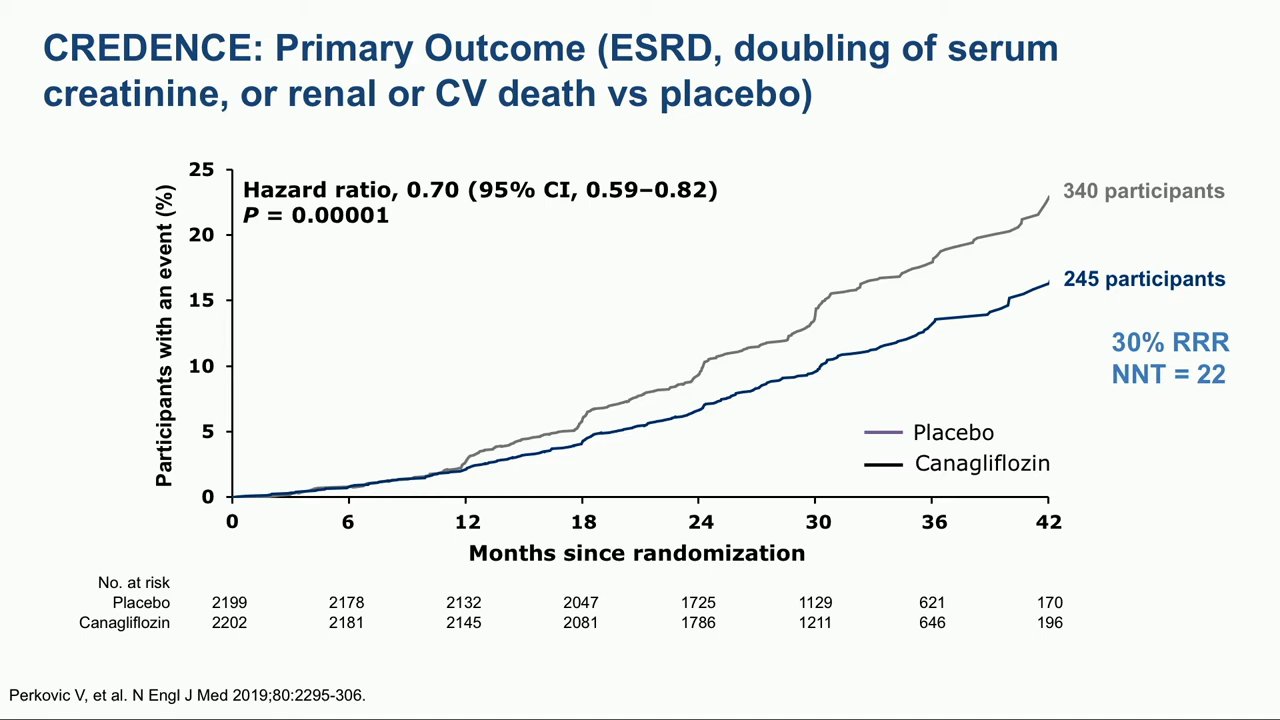 CREDENCE: Primary Outcome (ESRD, doubling of serum
creatinine, or renal or CV death vs placebo)
Participants with an event (%)
25
20
15
10
5
0
Hazard ratio, 0.70 (95% CI, 0.59–0.82)
P = 0.00001
340 participants
245 participants
30% RRR
NNT = 22
Placebo
Canagliflozin
0 6 12 18 24 30 36 42
Months since randomization
No. at risk
Placebo 2199 2178 2132 2047 1725 1129 621 170
Canagliflozin 2202 2181 2145 2081 1786 1211 646 196
Perkovic V, et al. N Engl J Med 2019;80:2295-306.